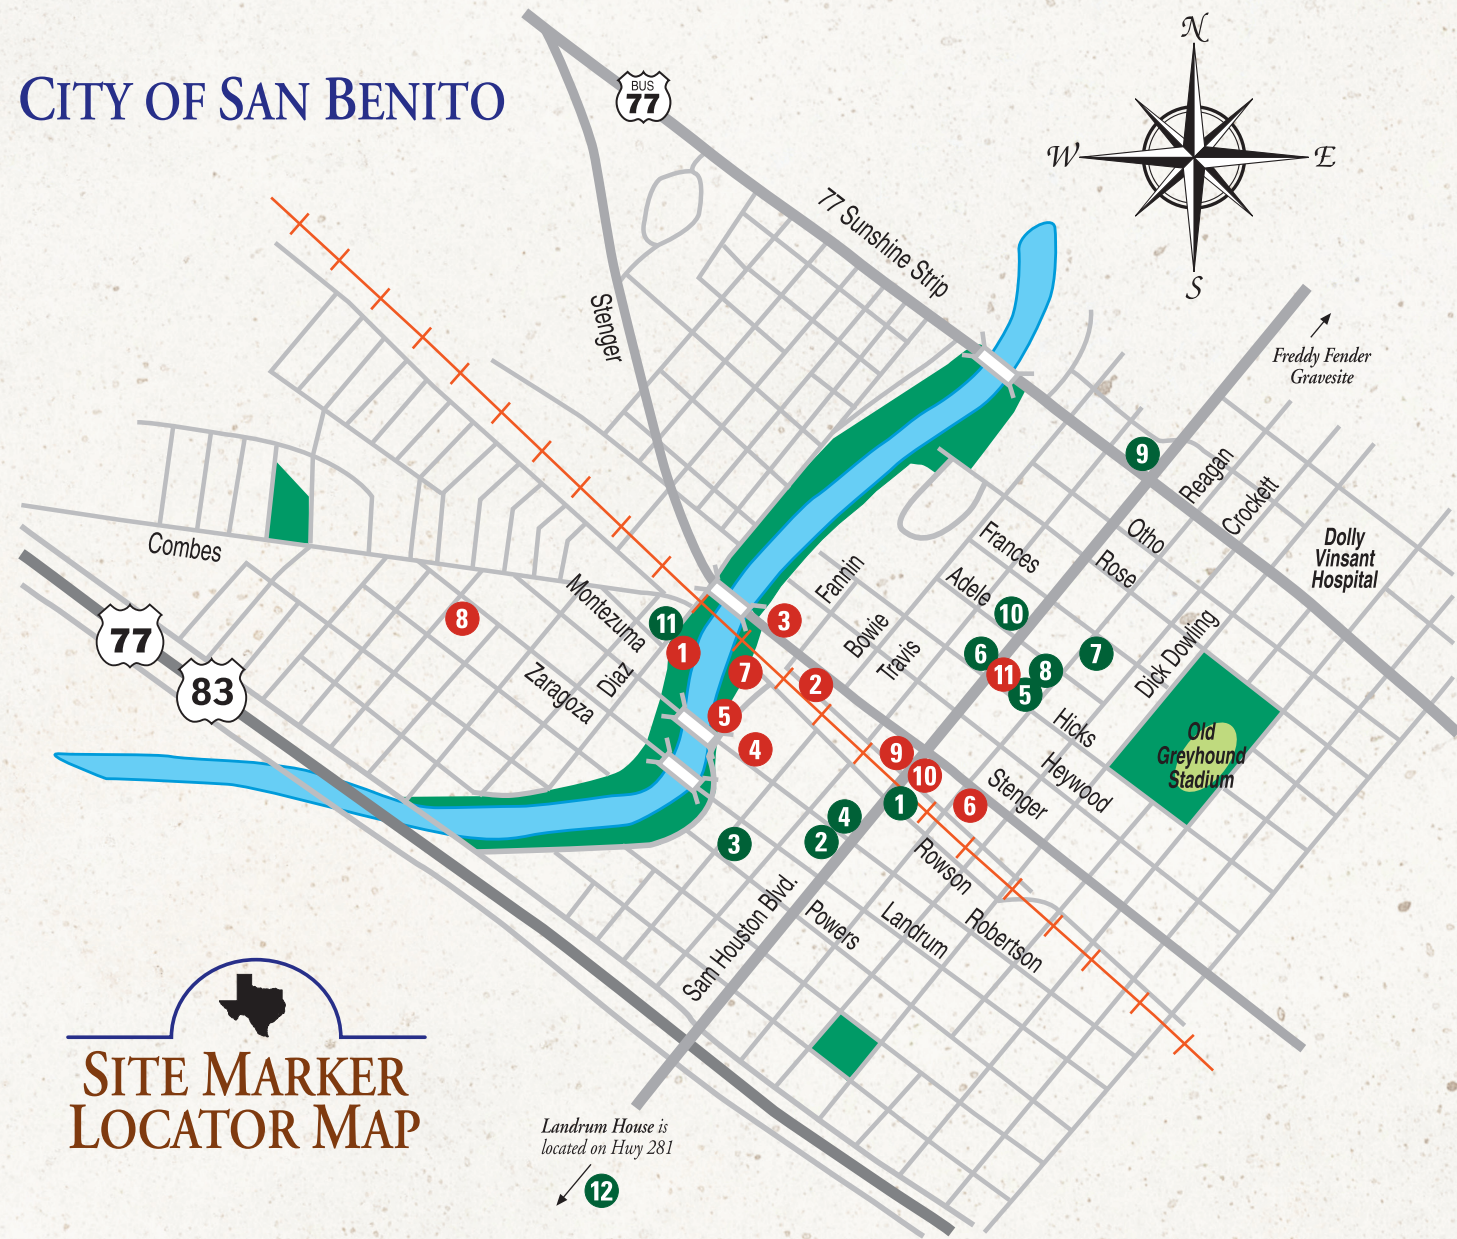 N
W
E
S
CITY OF SAN BENITO
BUS
77
77 Sunshine Strip
Stenger
Freddy Fender
Gravesite
9
Reagan
Crockett
Otho
Rose
Frances
Adele
Dolly
Vinsant
Hospital
Combes
Fannin
Bowie
Travis
Montezuma
Diaz
Zaragoza
8
11
1
3
7
2
5
4
10
6
11
8
5
7
Dick Dowling
Hicks
Heywood
Stenger
Old
Greyhound
Stadium
77
83
9
10
1
6
4
2
3
Rowson
Robertson
Landrum
Powers
Sam Houston Blvd.
SITE MARKER
LOCATOR MAP
Landrum House is
located on Hwy 281
12